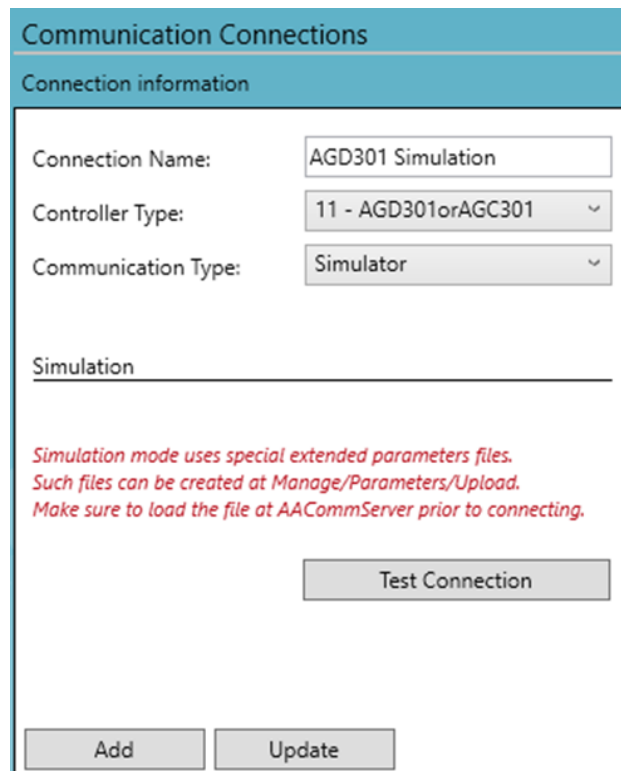 Communication Connections
Connection information
Connection Name:
AGD301 Simulation
Controller Type:
11 - AGD301orAGC301
Communication Type:
Simulator
Simulation
Simulation mode uses special extended parameters files.
Such files can be created at Manage/Parameters/Upload.
Make sure to load the file at AACommServer prior to connecting.
Test Connection
Add
Update